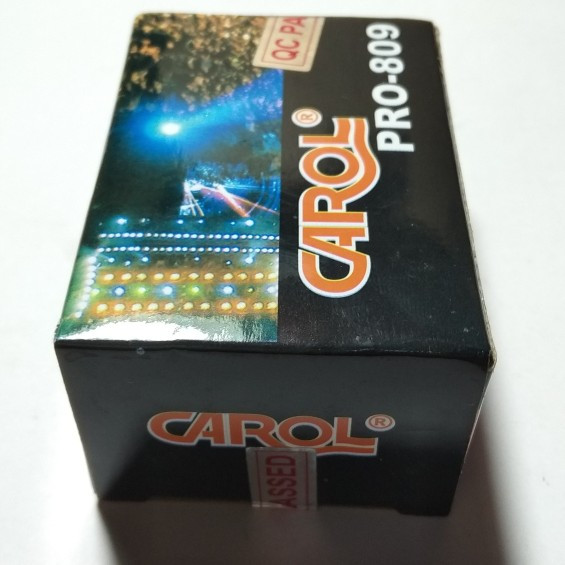 QC PA
PRO-809
CAROL®
CAROL®
ASSED